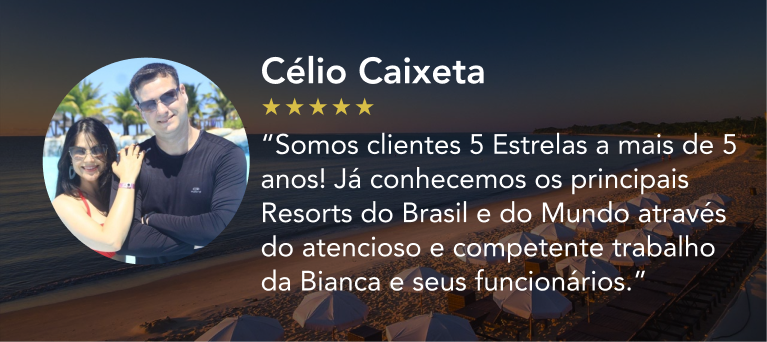 Célio Caixeta
★★★★★
“Somos clientes 5 Estrelas a mais de 5
anos! Já conhecemos os principais
Resorts do Brasil e do Mundo através
do atencioso e competente trabalho
da Bianca e seus funcionários.”